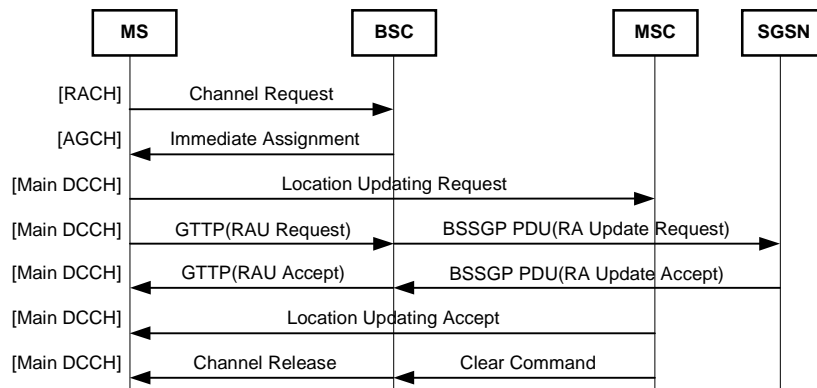 MS BSC MSC SGSN
[RACH] Channel Request
[AGCH] Immediate Assignment
[Main DCCH] Location Updating Request
[Main DCCH] GTTP(RAU Request) BSSGP PDU(RA Update Request)
[Main DCCH] GTTP(RAU Accept) BSSGP PDU(RA Update Accept)
[Main DCCH] Location Updating Accept
[Main DCCH] Channel Release Clear Command